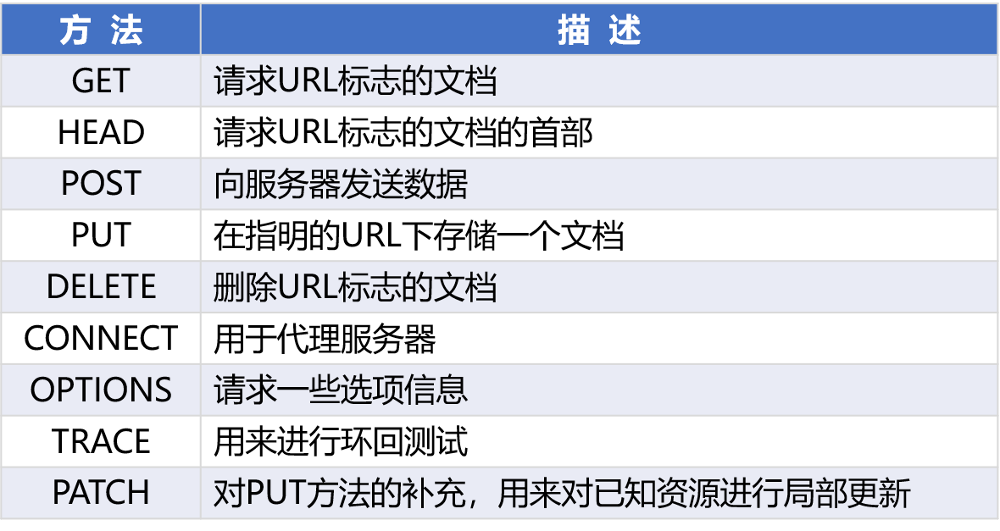 方 法 描 述
GET 请求URL标志的文档
HEAD 请求URL标志的文档的首部
POST 向服务器发送数据
PUT 在指明的URL下存储一个文档
DELETE 删除URL标志的文档
CONNECT 用于代理服务器
OPTIONS 请求一些选项信息
TRACE 用来进行环回测试
PATCH 对PUT方法的补充，用来对已知资源进行局部更新